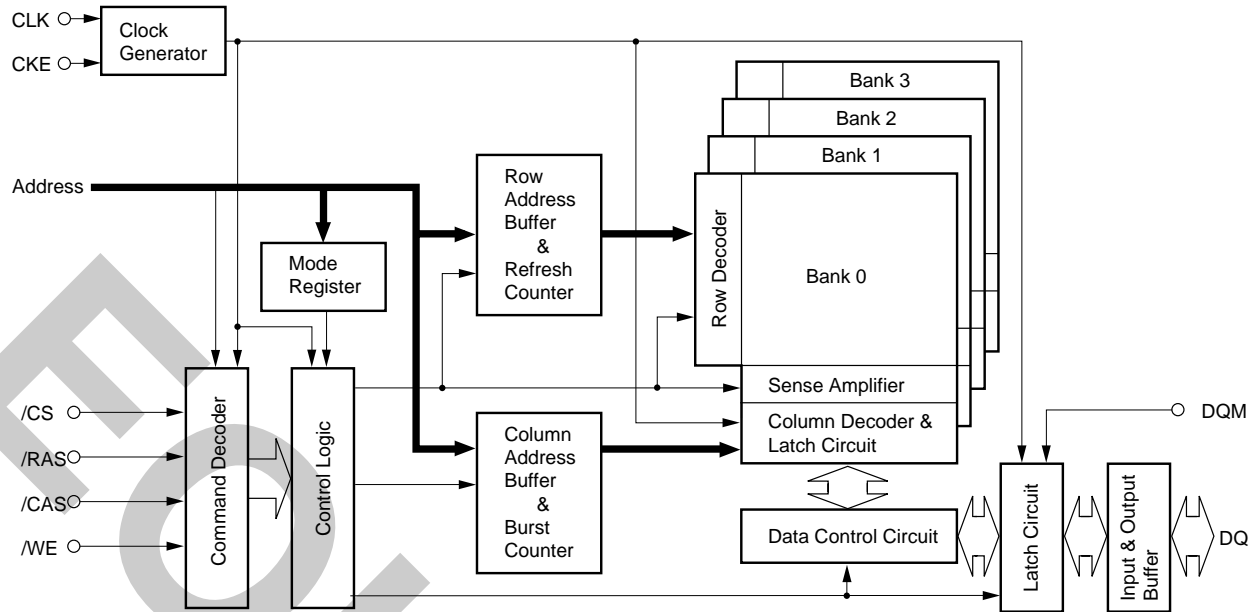 CLK
CKE
Clock
Generator
Bank 3
Bank 2
Bank 1
Address
Row
Address
Buffer
&
Refresh
Counter
Row Decoder
Bank 0
Mode
Register
Sense Amplifier
/CS
/RAS
/CAS
/WE
Command Decoder
Control Logic
Column
Address
Buffer
&
Burst
Counter
Column Decoder &
Latch Circuit
DQM
Data Control Circuit
Latch Circuit
Input & Output
Buffer
DQ